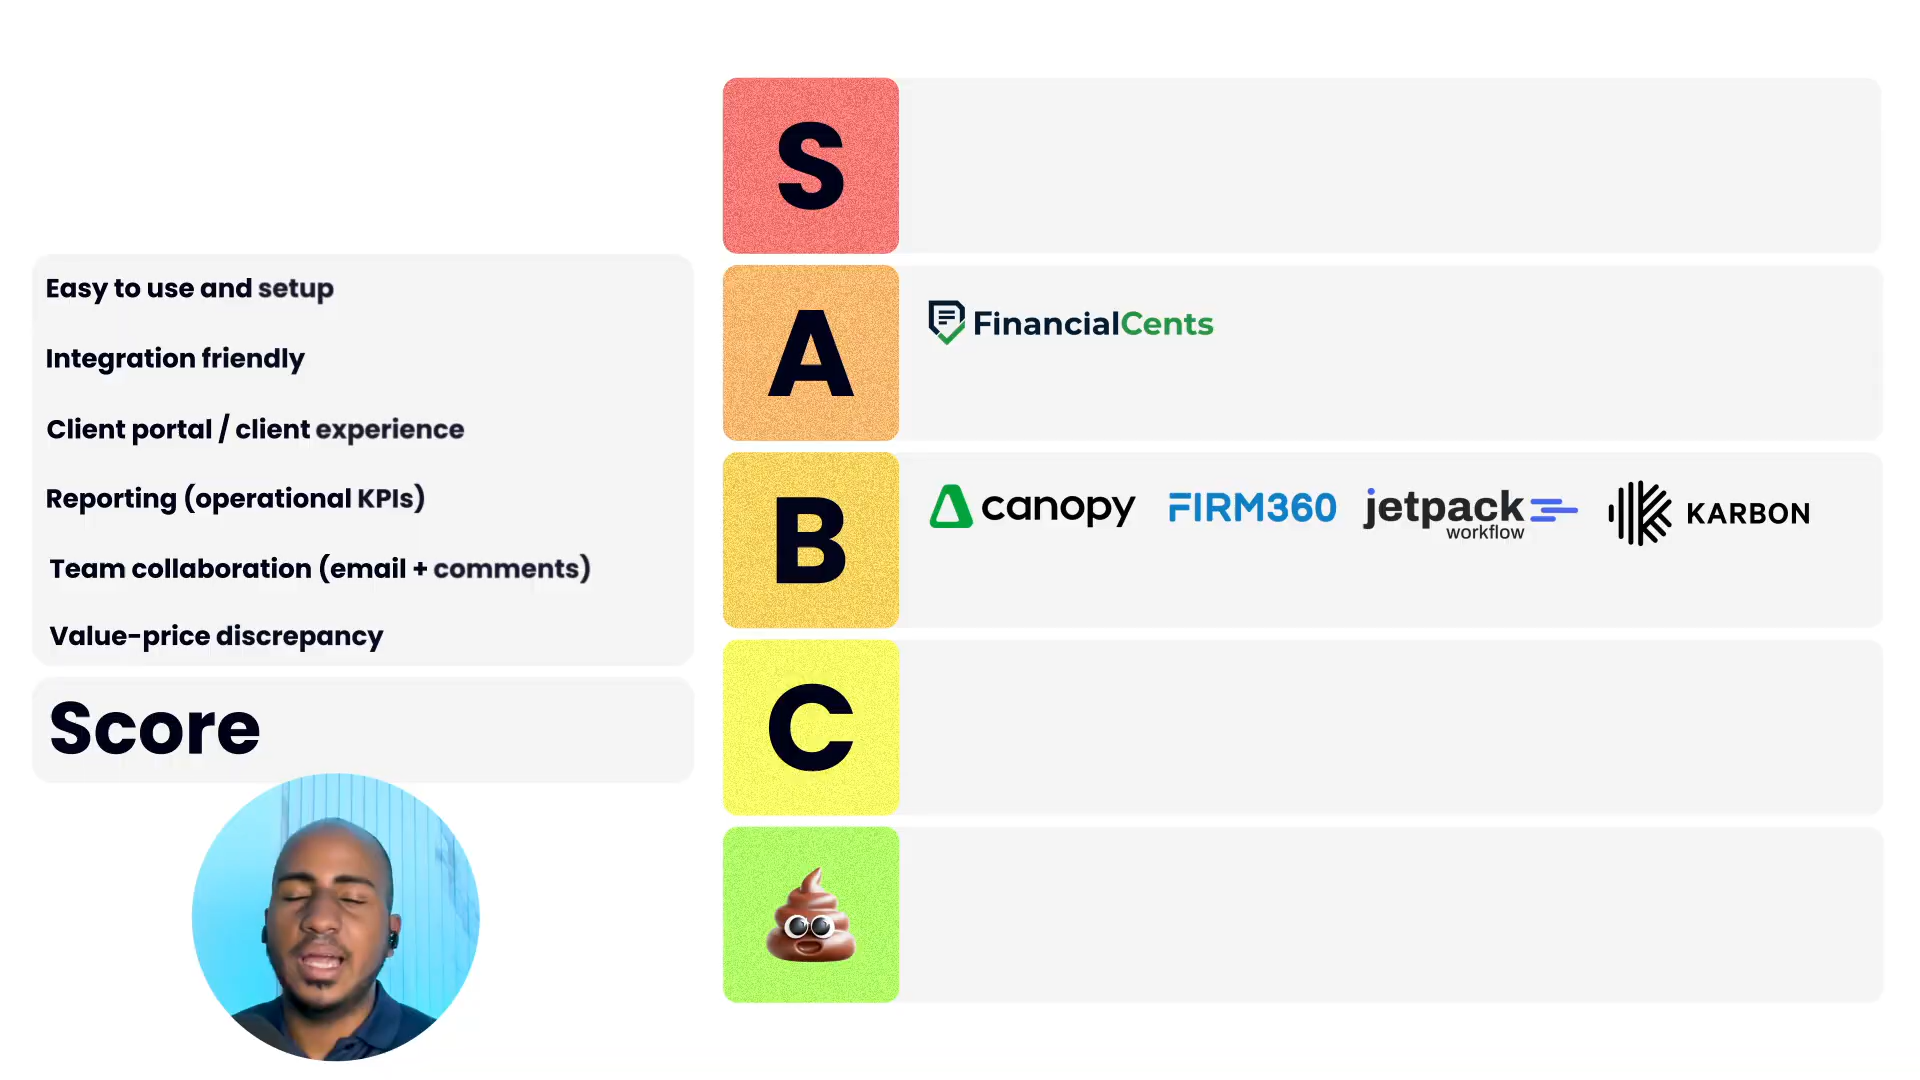 Easy to use and setup
Integration friendly
Client portal / client experience
Reporting (operational KPIs)
Team collaboration (email + comments)
Value-price discrepancy
Score
S
A
FinancialCents
B
canopy
FIRM360
jetpack
workflow
KARBON
C